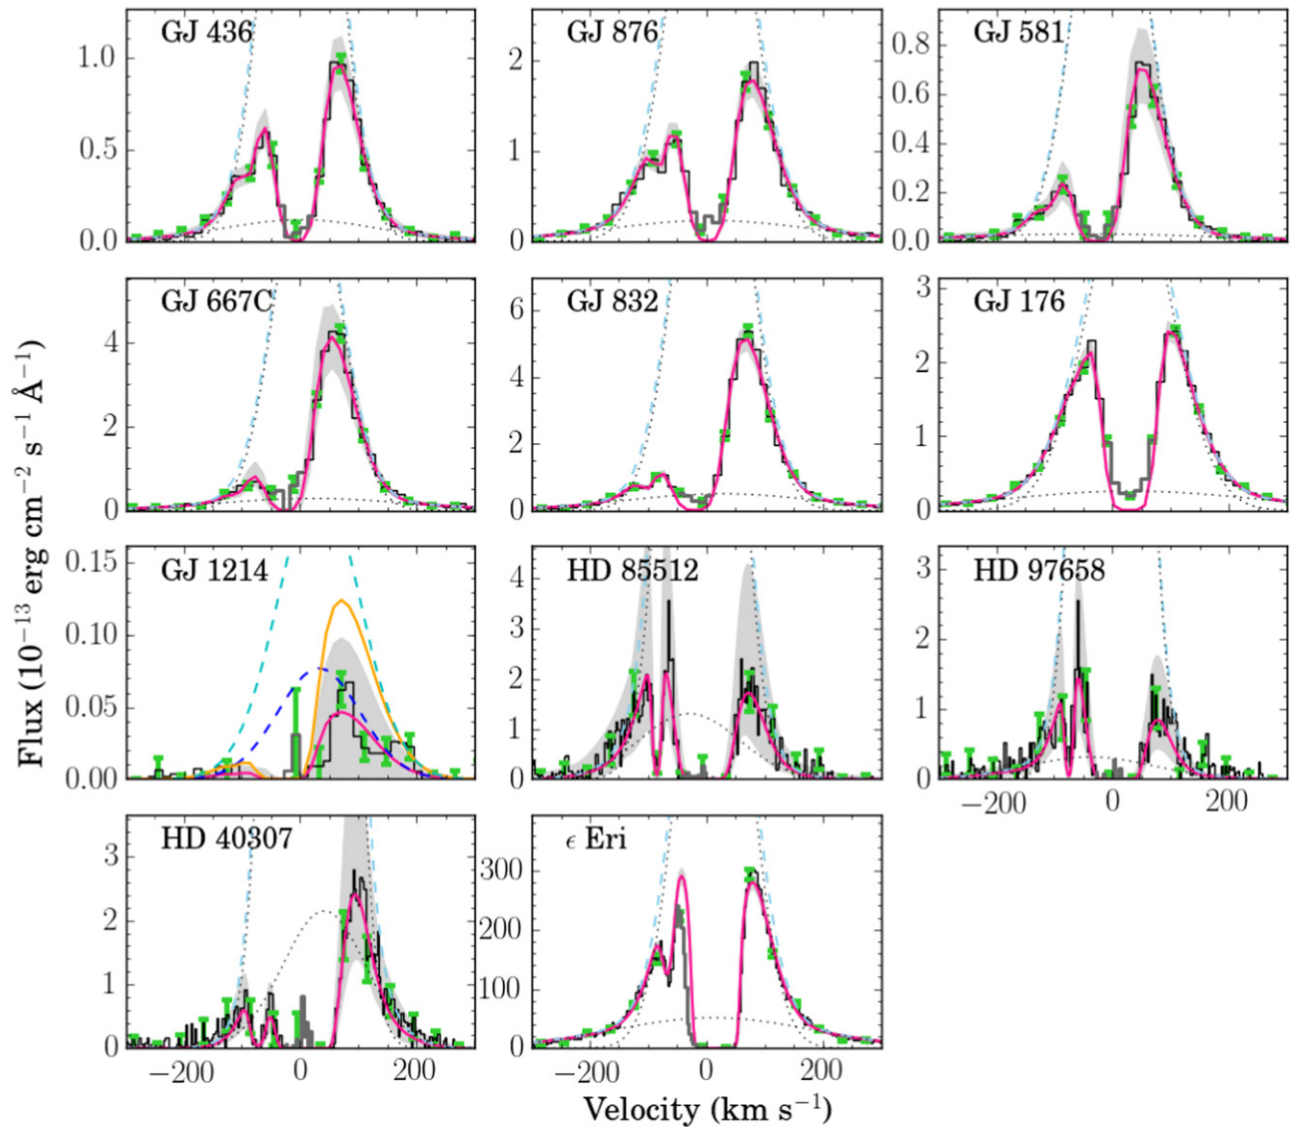 GJ 436
GJ 876
GJ 581
1.0
0.5
0.0
2
1
0
0.8
0.6
0.4
0.2
0.0
GJ 667C
GJ 832
GJ 176
4
2
0
6
4
2
0
3
2
1
0
GJ 1214
HD 85512
HD 97658
0.15
0.10
0.05
0.00
4
3
2
1
0
3
2
1
0
−200 0 200
HD 40307
ϵ Eri
3
2
1
0
300
200
100
0
−200 0 200
−200 0 200
Velocity (km s⁻¹)
Flux (10⁻¹³ erg cm⁻² s⁻¹ Å⁻¹)